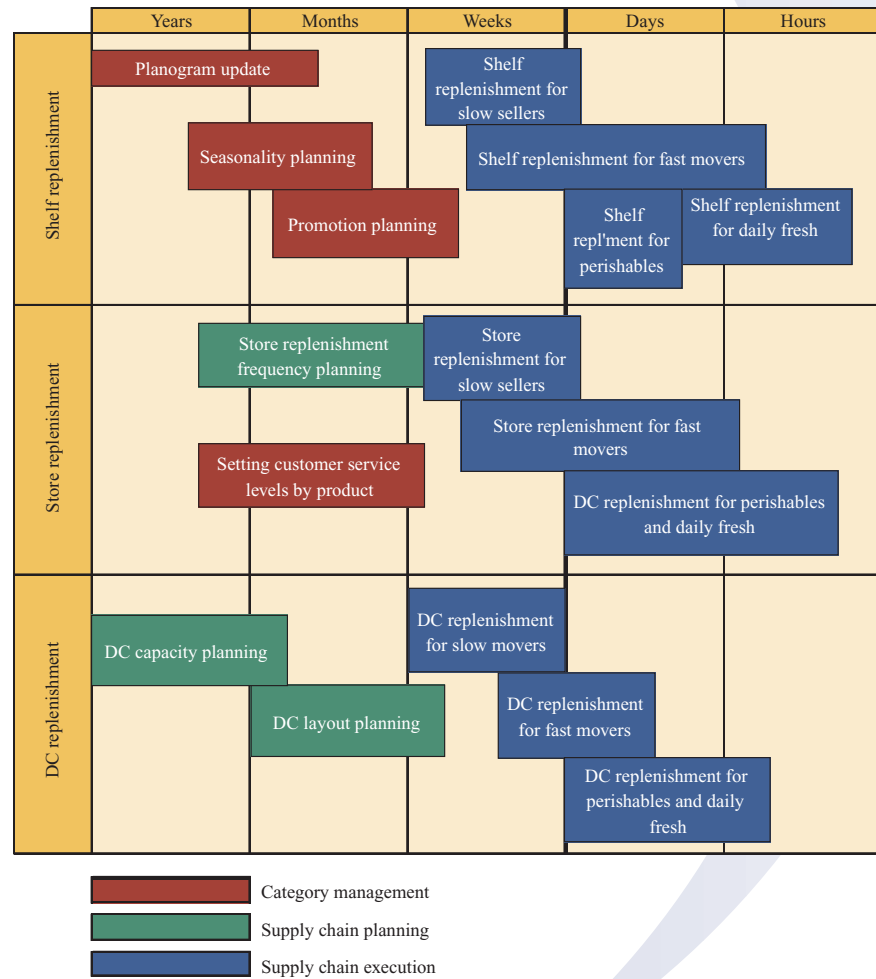 Years
Months
Weeks
Days
Hours
Shelf replenishment
Planogram update
Seasonality planning
Promotion planning
Shelf
replenishment for
slow sellers
Shelf replenishment for fast movers
Shelf
repl'ment for
perishables
Shelf replenishment
for daily fresh
Store replenishment
Store replenishment
frequency planning
Setting customer service
levels by product
Store
replenishment for
slow sellers
Store replenishment for fast
movers
DC replenishment for perishables
and daily fresh
DC replenishment
DC capacity planning
DC layout planning
DC replenishment
for slow movers
DC replenishment
for fast movers
DC replenishment for
perishables and daily
fresh
Category management
Supply chain planning
Supply chain execution